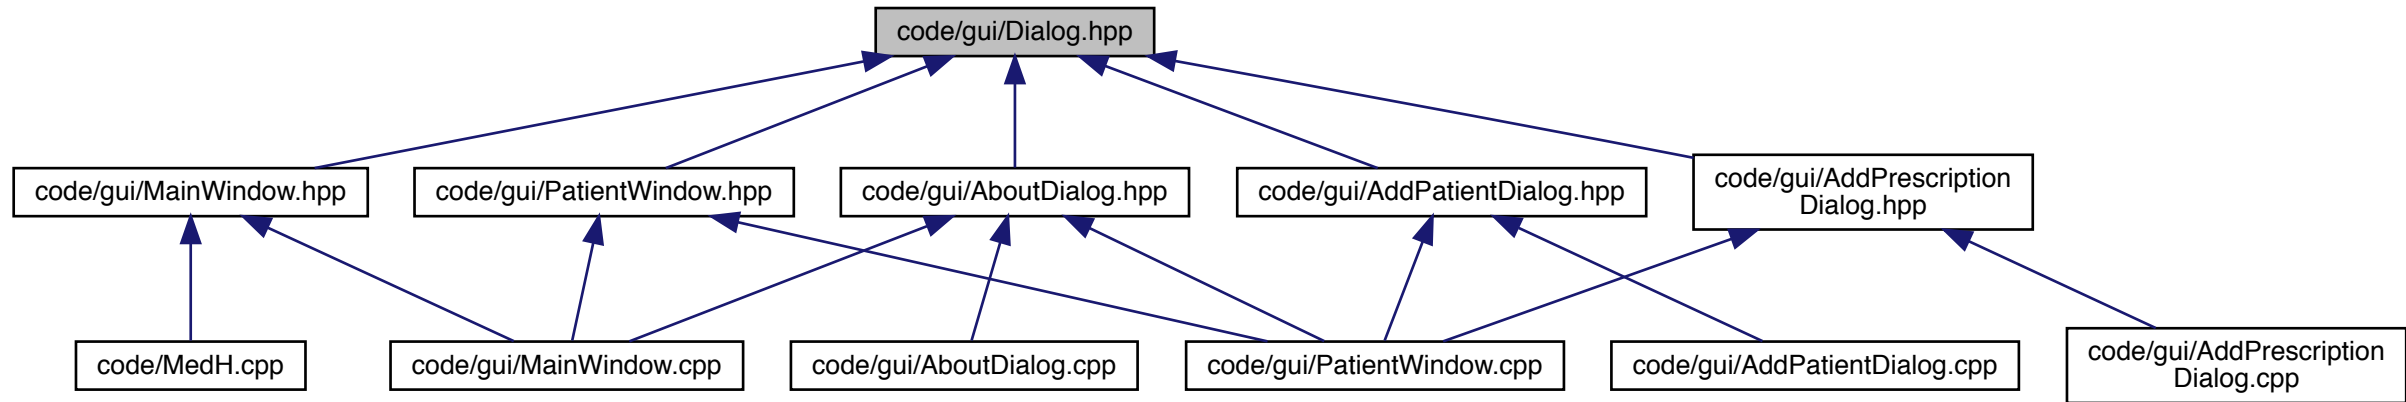 code/gui/Dialog.hpp
code/gui/MainWindow.hpp
code/gui/PatientWindow.hpp
code/gui/AboutDialog.hpp
code/gui/AddPatientDialog.hpp
code/gui/AddPrescription
Dialog.hpp
code/MedH.cpp
code/gui/MainWindow.cpp
code/gui/AboutDialog.cpp
code/gui/PatientWindow.cpp
code/gui/AddPatientDialog.cpp
code/gui/AddPrescription
Dialog.cpp